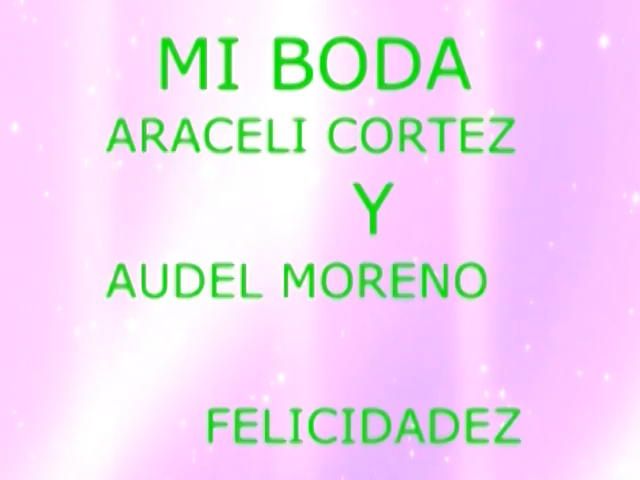 MI BODA
ARACELI CORTEZ
Y
AUDEL MORENO
FELICIDADEZ